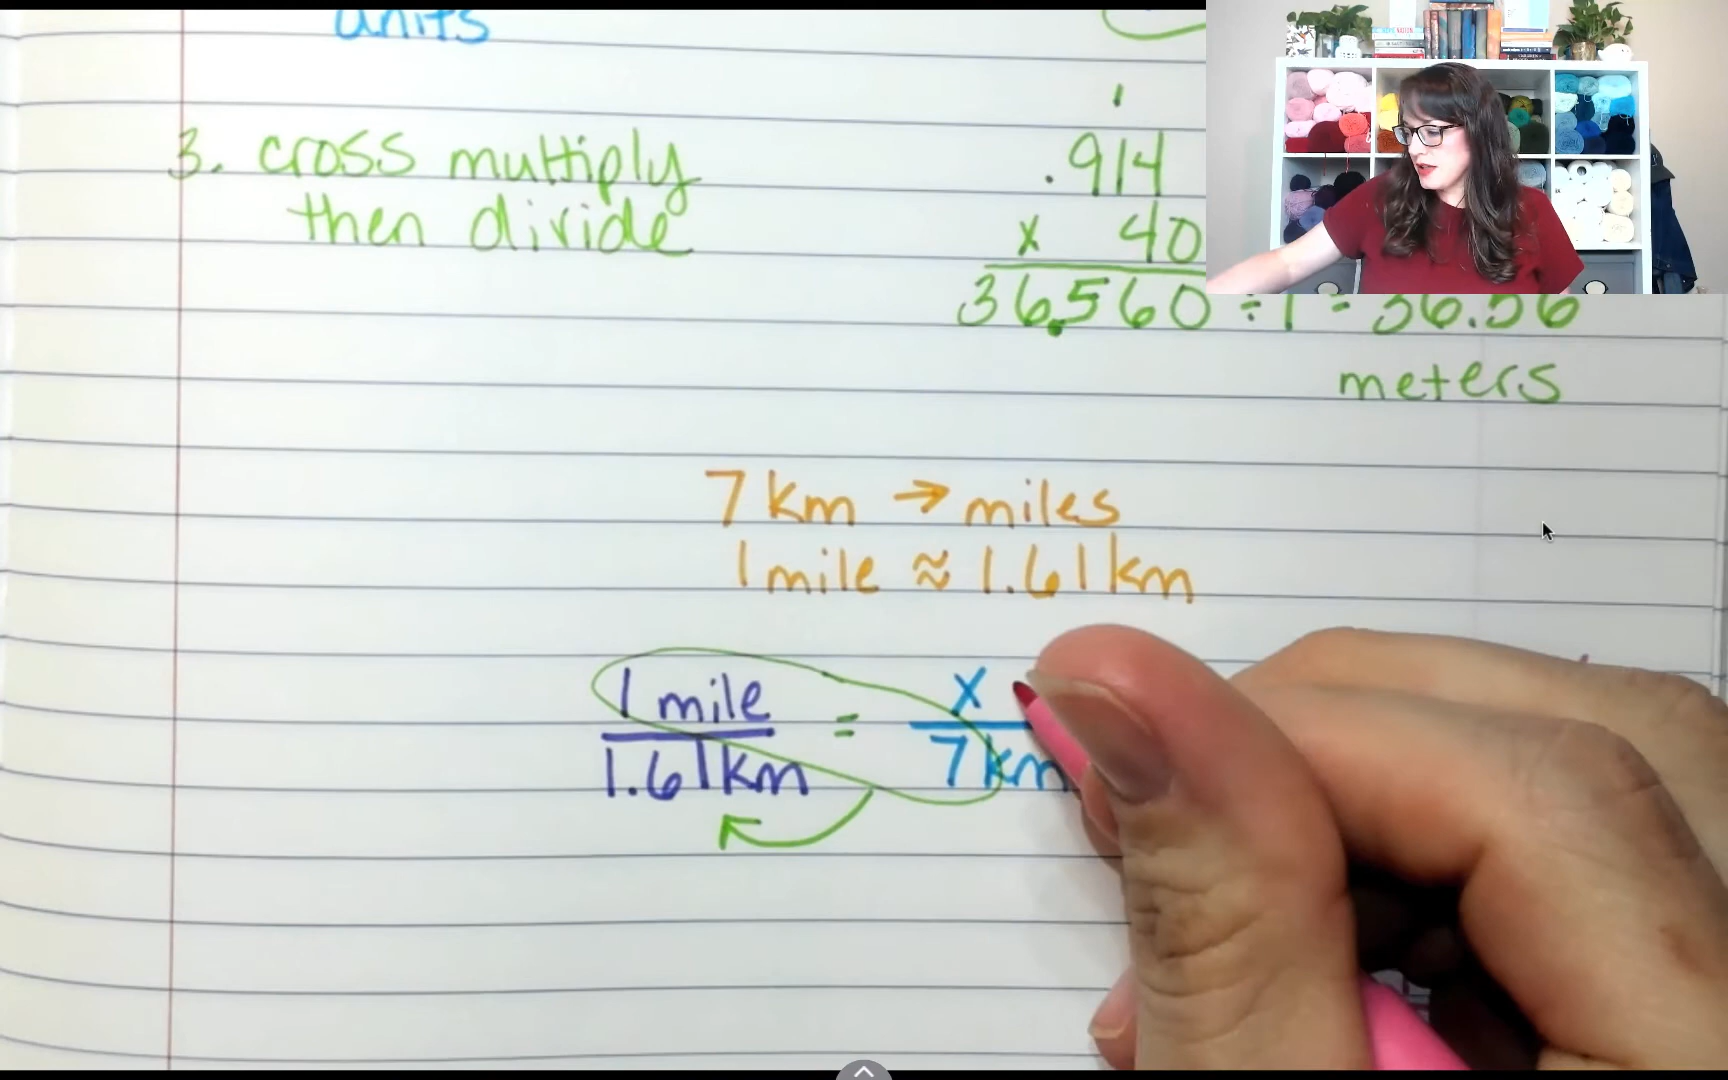 units
3. cross multiply
then divide
.914
x 40
36.560 ÷ 1 = 36.56
meters
7 km → miles
1 mile ≈ 1.61 km
1 mile = x
1.61 km 7 km